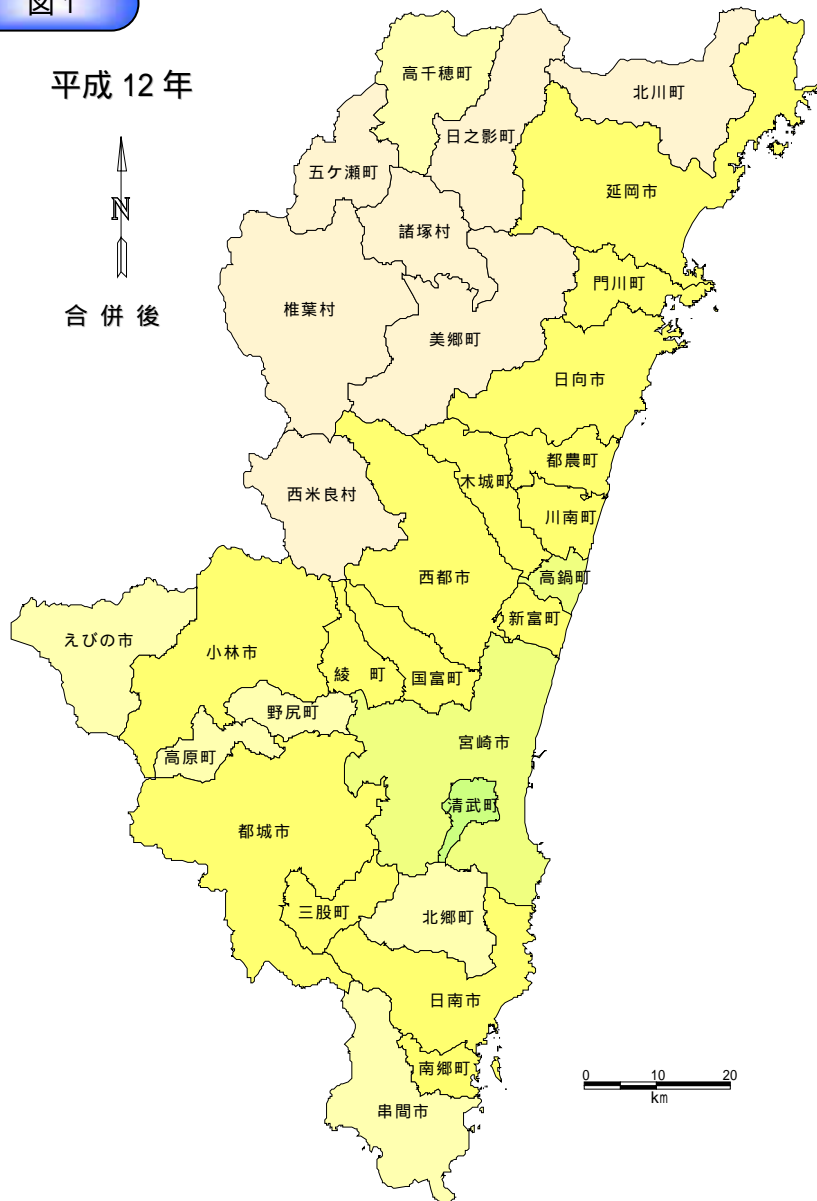 図1
平成 12 年
N
合 併 後
高千穂町
北川町
日之影町
五ケ瀬町
延岡市
諸塚村
門川町
椎葉村
美郷町
日向市
都農町
木城町
西米良村
川南町
西都市
高鍋町
新富町
えびの市
小林市
綾 町
国富町
野尻町
宮崎市
高原町
清武町
都城市
三股町
北郷町
日南市
南郷町
串間市
0 10 20
km